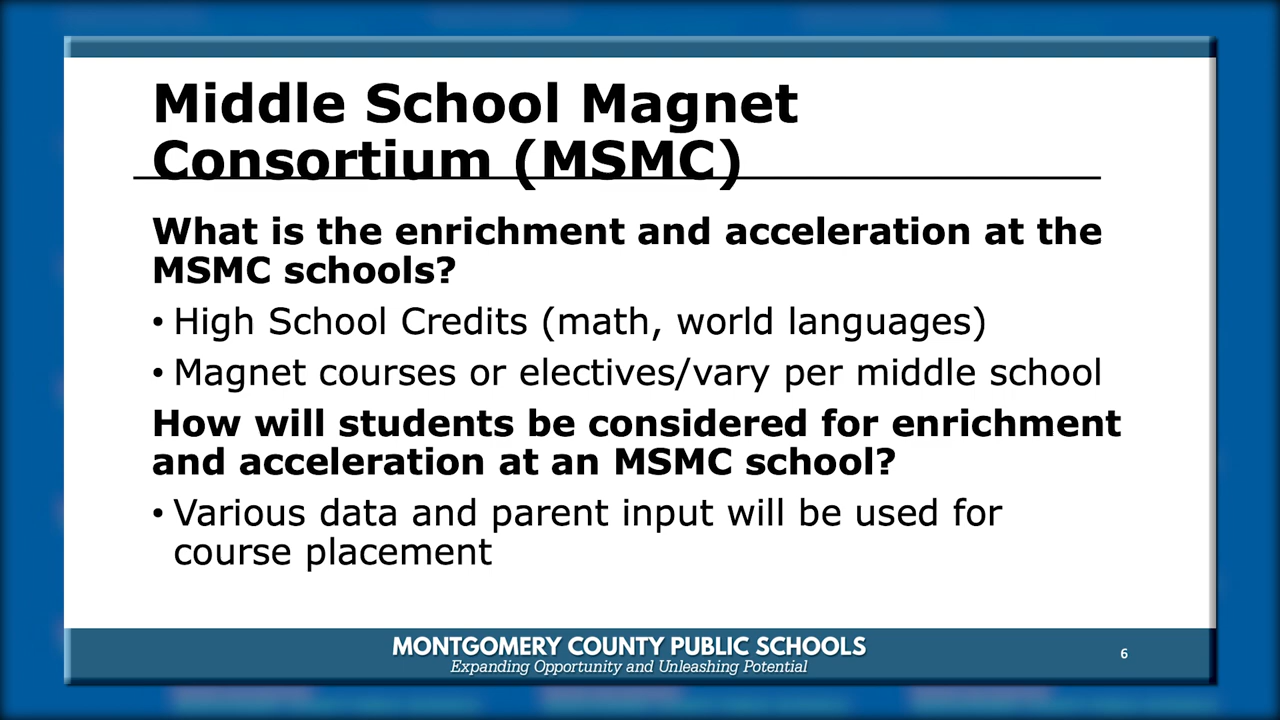 Middle School Magnet
Consortium (MSMC)
What is the enrichment and acceleration at the
MSMC schools?
• High School Credits (math, world languages)
• Magnet courses or electives/vary per middle school
How will students be considered for enrichment
and acceleration at an MSMC school?
• Various data and parent input will be used for
course placement
MONTGOMERY COUNTY PUBLIC SCHOOLS
Expanding Opportunity and Unleashing Potential
6